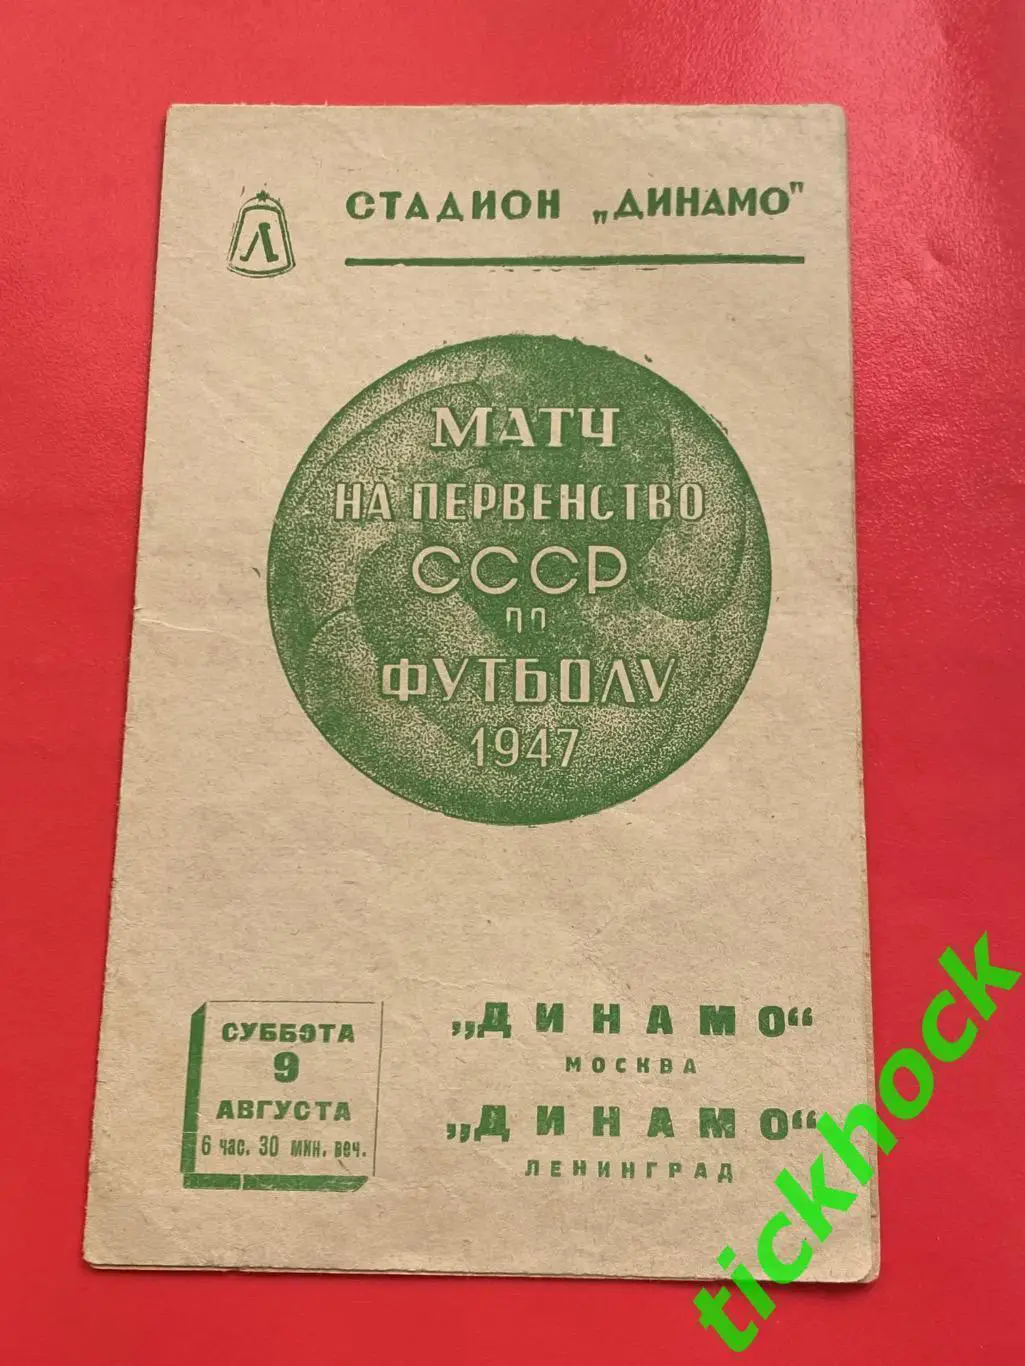 Л
СТАДИОН „ДИНАМО"
МАТЧ
НА ПЕРВЕНСТВО
СССР
по
ФУТБОЛУ
1947
СУББОТА
9
АВГУСТА
6 час. 30 мин. веч.
„ДИНАМО“
МОСКВА
„ДИНАМО“
ЛЕНИНГРАД
tickhock